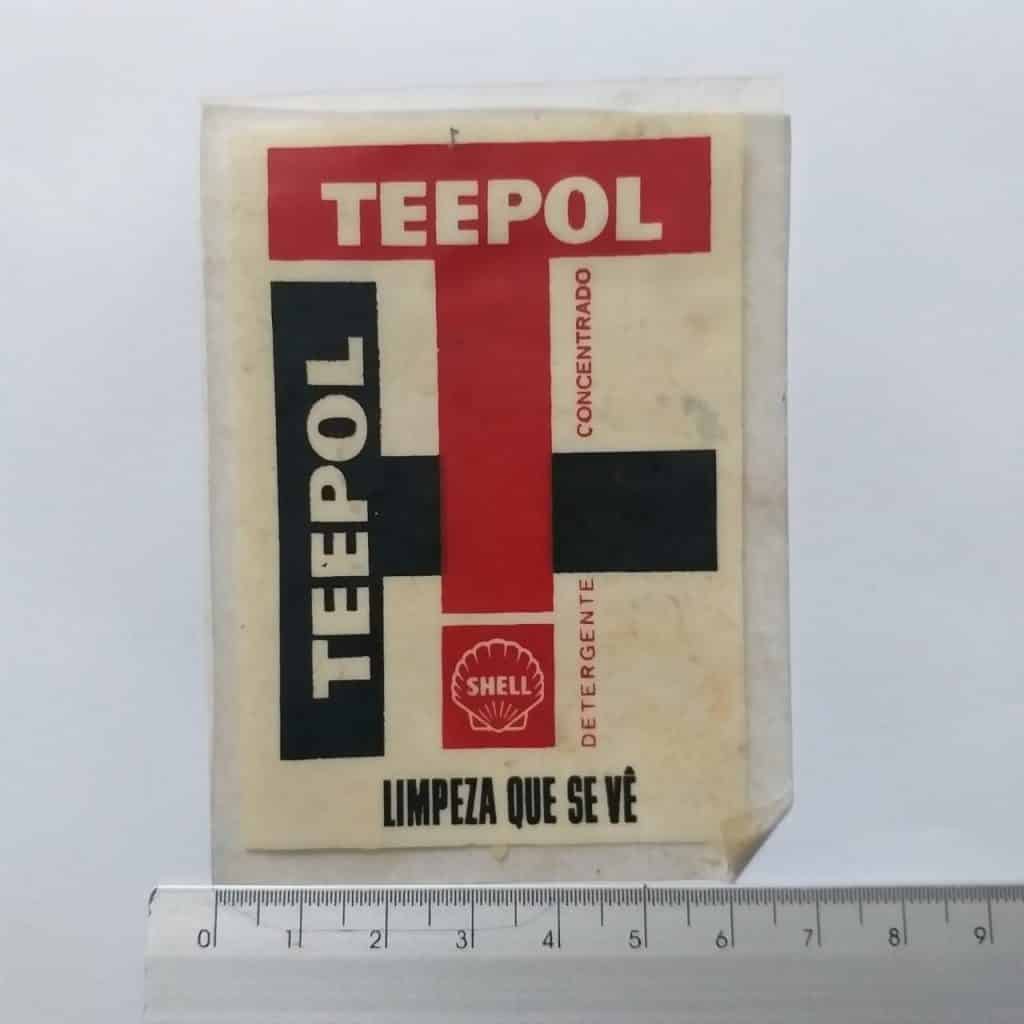 TEEPOL
TEEPOL
CONCENTRADO
DETERGENTE
SHELL
LIMPEZA QUE SE VÊ
0 1 2 3 4 5 6 7 8 9